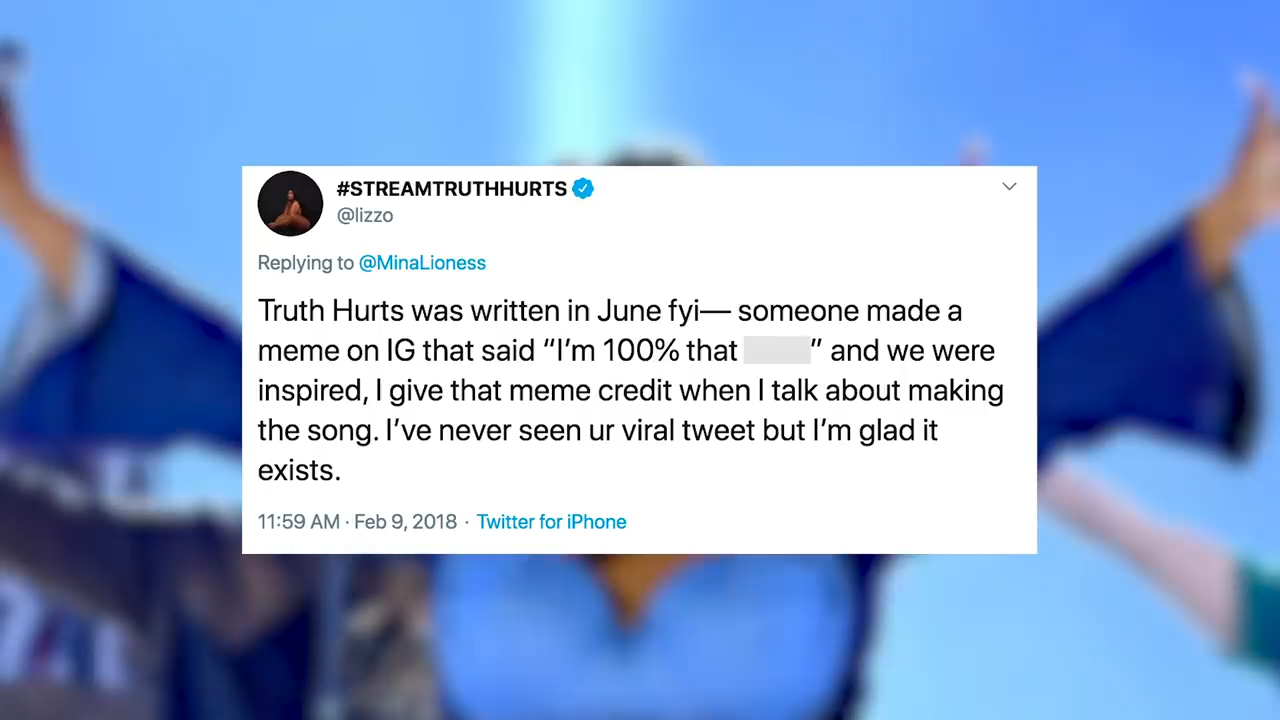 #STREAMTRUTHHURTS
@lizzo
Replying to @MinaLioness
Truth Hurts was written in June fyi— someone made a
meme on IG that said “I’m 100% that ” and we were
inspired, I give that meme credit when I talk about making
the song. I’ve never seen ur viral tweet but I’m glad it
exists.
11:59 AM · Feb 9, 2018 · Twitter for iPhone